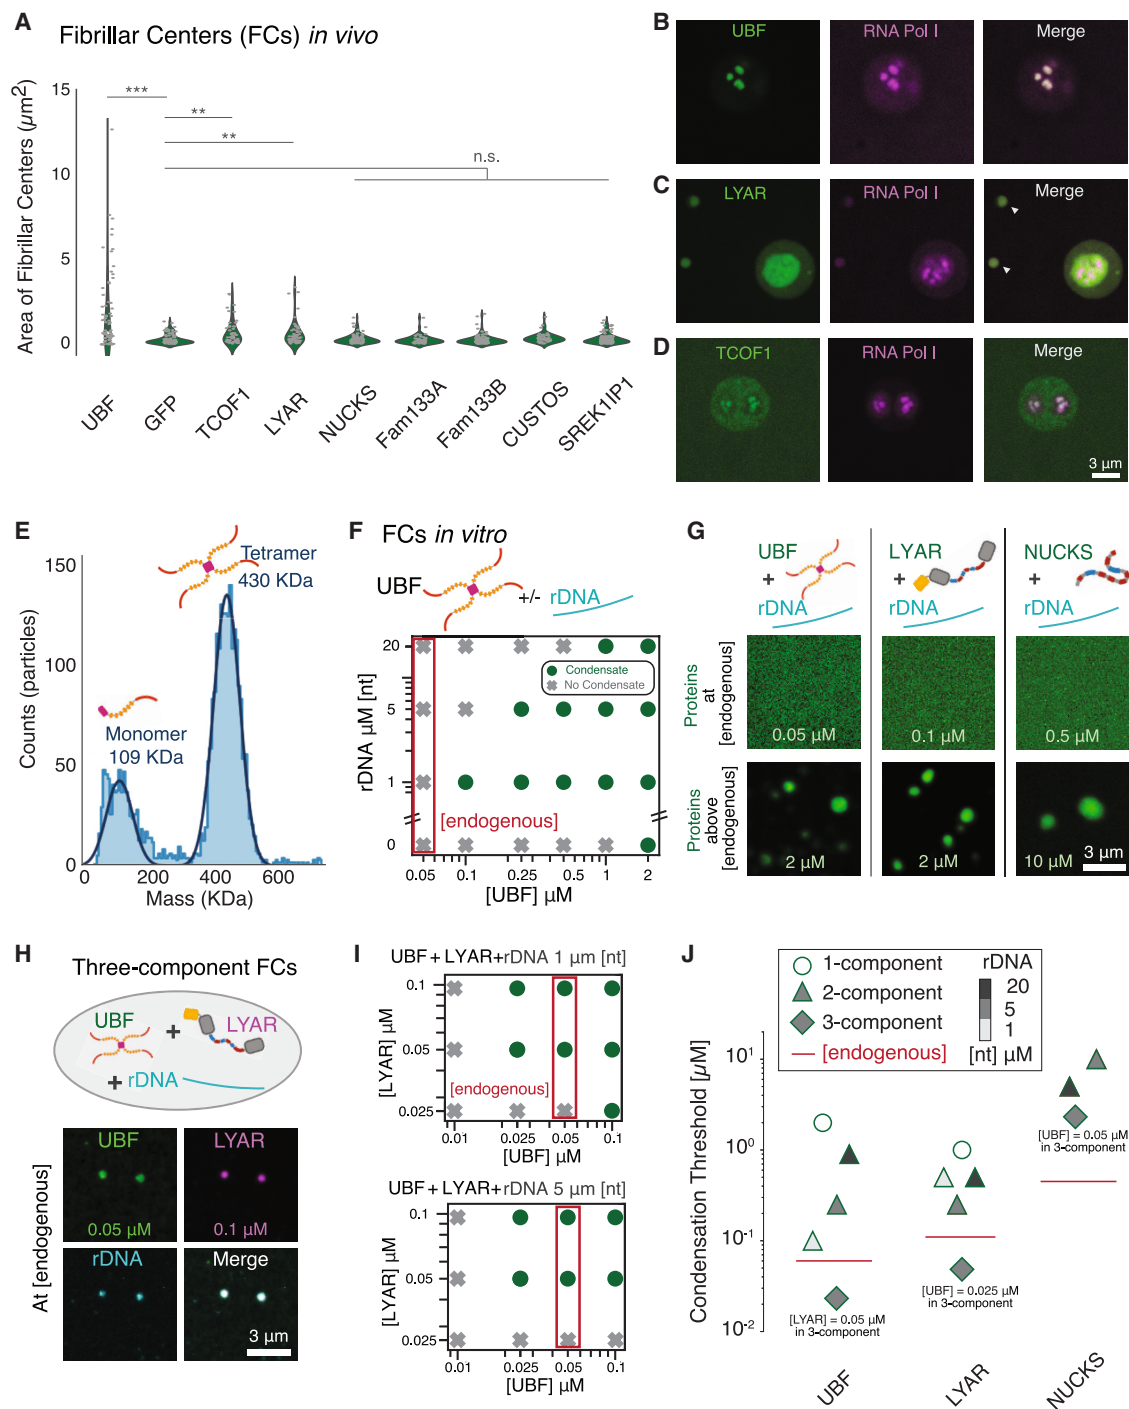 A
Fibrillar Centers (FCs) in vivo
Area of Fibrillar Centers (μm²)
15
10
5
0
***
**
**
n.s.
UBF
GFP
TCOF1
LYAR
NUCKS
Fam133A
Fam133B
CUSTOS
SREK1IP1
B
UBF
RNA Pol I
Merge
C
LYAR
RNA Pol I
Merge
D
TCOF1
RNA Pol I
Merge
3 μm
E
Counts (particles)
150
100
50
0
Tetramer
430 KDa
Monomer
109 KDa
0
200
400
600
Mass (KDa)
F
FCs in vitro
UBF
+/-
rDNA
rDNA μM [nt]
20
5
1
0
Condensate
No Condensate
[endogenous]
0.05
0.1
0.25
0.5
1
2
[UBF] μM
G
UBF
+
rDNA
LYAR
+
rDNA
NUCKS
+
rDNA
Proteins
at
[endogenous]
0.05 μM
0.1 μM
0.5 μM
Proteins
above
[endogenous]
2 μM
2 μM
10 μM
3 μm
H
Three-component FCs
UBF
+
LYAR
+ rDNA
At [endogenous]
UBF
0.05 μM
LYAR
0.1 μM
rDNA
Merge
3 μm
I
UBF + LYAR+rDNA 1 μm [nt]
[LYAR] μM
0.1
0.05
0.025
[endogenous]
0.01
0.025
0.05
0.1
[UBF] μM
UBF + LYAR+rDNA 5 μm [nt]
[LYAR] μM
0.1
0.05
0.025
0.01
0.025
0.05
0.1
[UBF] μM
J
1-component
2-component
3-component
[endogenous]
rDNA
20
5
1
[nt] μM
Condensation Threshold [μM]
10¹
10⁰
10⁻¹
10⁻²
[LYAR] = 0.05 μM
in 3-component
[UBF] = 0.025 μM
in 3-component
[UBF] = 0.05 μM
in 3-component
UBF
LYAR
NUCKS